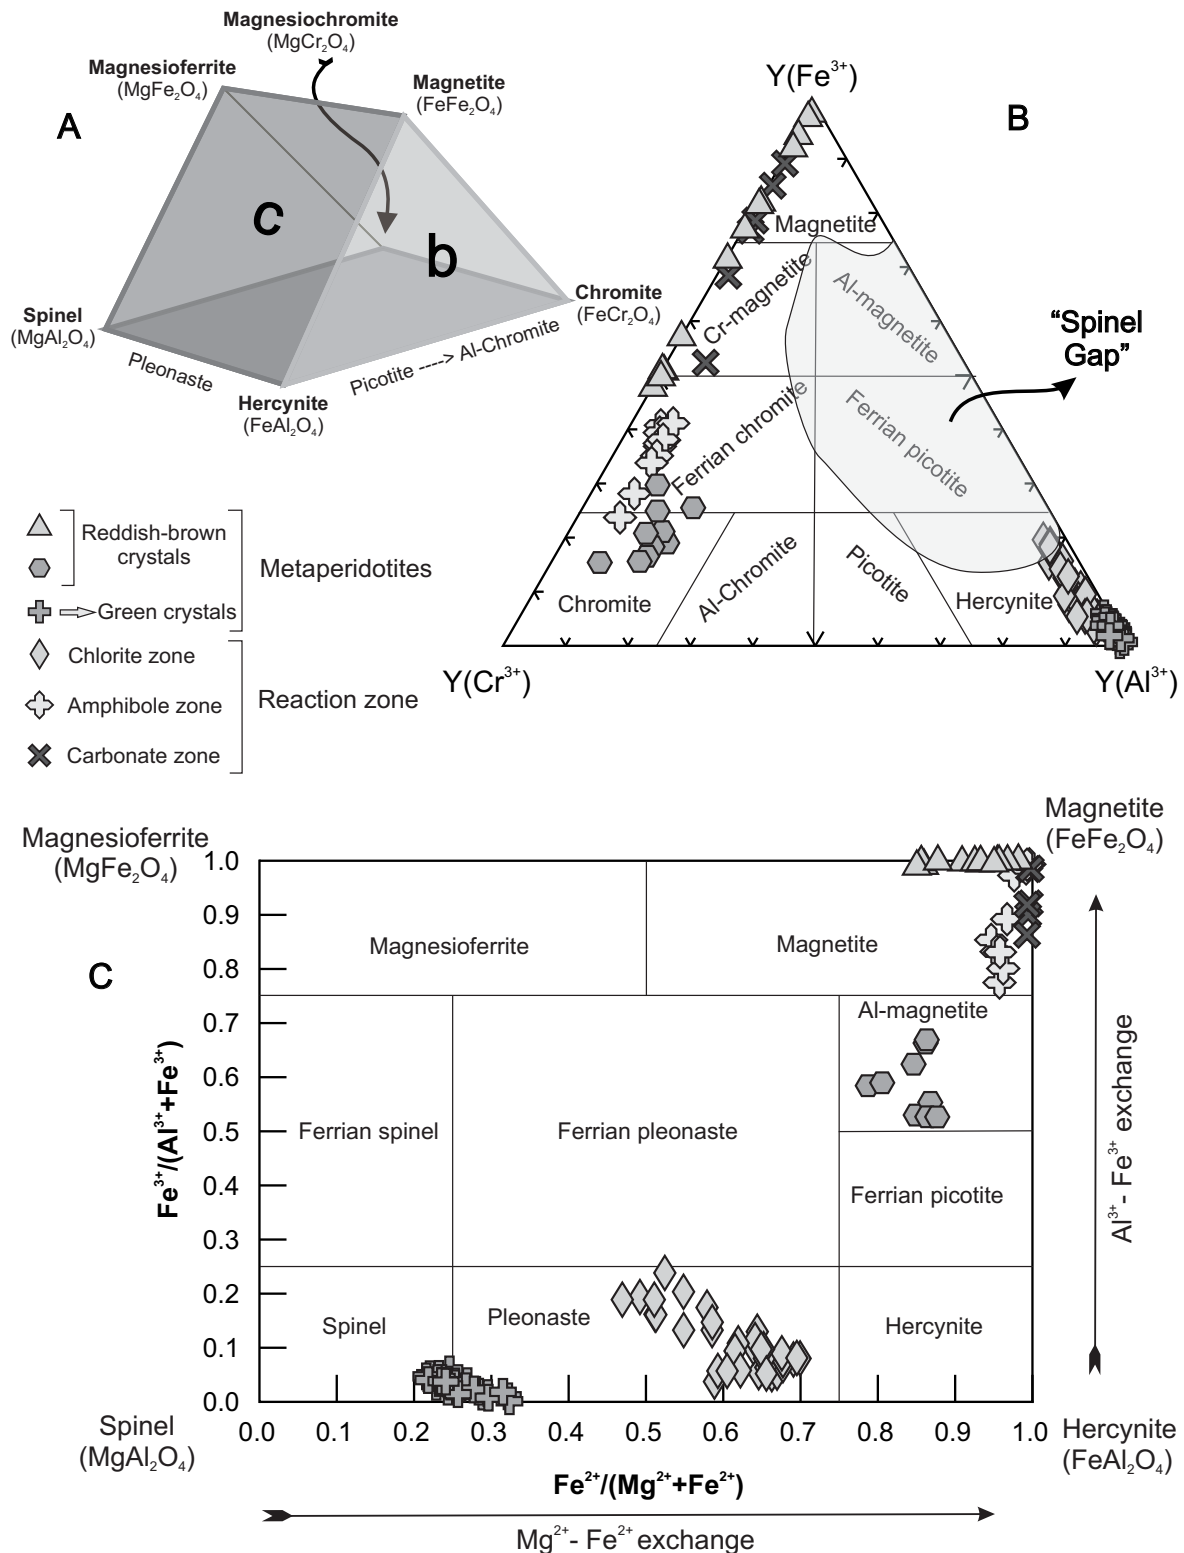 Magnesiochromite
(MgCr₂O₄)
Magnesioferrite
(MgFe₂O₄)
Magnetite
(FeFe₂O₄)
A
c
b
Spinel
(MgAl₂O₄)
Chromite
(FeCr₂O₄)
Pleonaste
Picotite ----> Al-Chromite
Hercynite
(FeAl₂O₄)
Y(Fe³⁺)
B
Magnetite
Cr-magnetite
Al-magnetite
"Spinel
Gap"
Ferrian chromite
Ferrian picotite
Chromite
Al-Chromite
Picotite
Hercynite
Y(Cr³⁺)
Y(Al³⁺)
Reddish-brown
crystals
Metaperidotites
Green crystals
Chlorite zone
Reaction zone
Amphibole zone
Carbonate zone
Magnesioferrite
(MgFe₂O₄)
Magnetite
(FeFe₂O₄)
C
1.0
0.9
0.8
0.7
0.6
0.5
0.4
0.3
0.2
0.1
0.0
Fe³⁺/(Al³⁺+Fe³⁺)
Magnesioferrite
Magnetite
Al-magnetite
Ferrian spinel
Ferrian pleonaste
Ferrian picotite
Spinel
Pleonaste
Hercynite
Al³⁺- Fe³⁺ exchange
Spinel
(MgAl₂O₄)
0.0 0.1 0.2 0.3 0.4 0.5 0.6 0.7 0.8 0.9 1.0
Hercynite
(FeAl₂O₄)
Fe²⁺/(Mg²⁺+Fe²⁺)
Mg²⁺- Fe²⁺ exchange